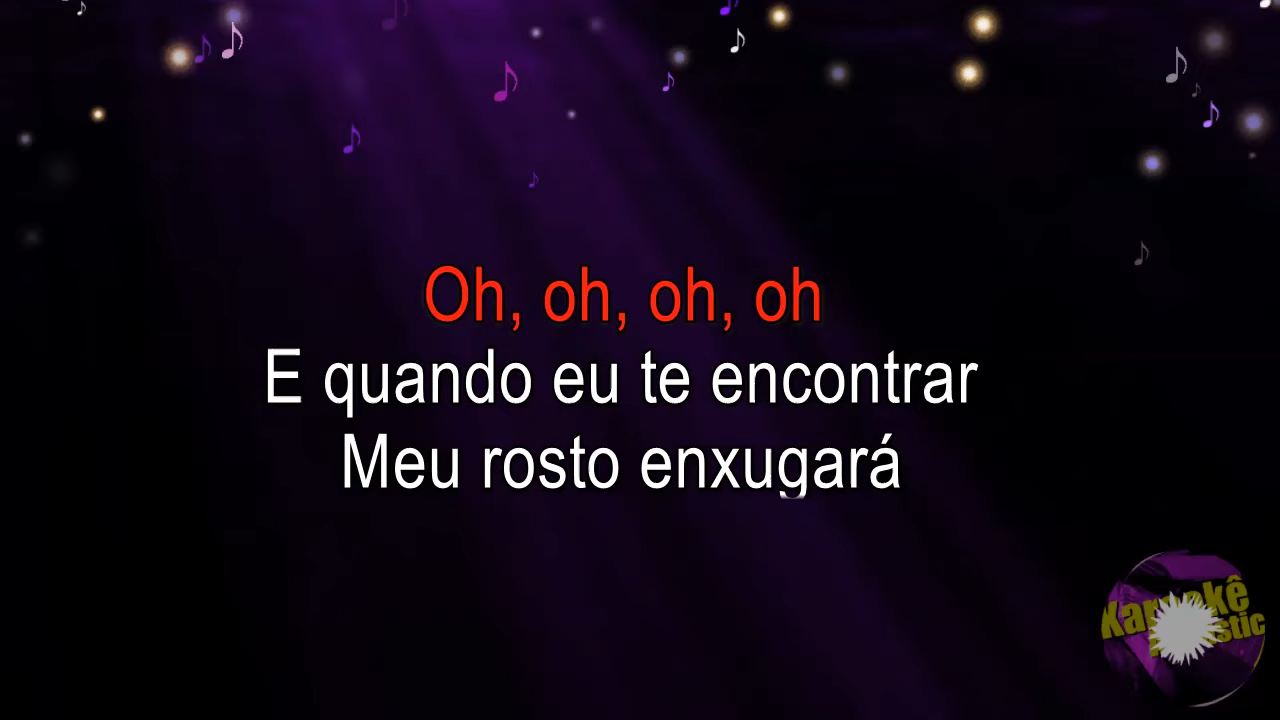 Oh, oh, oh, oh
E quando eu te encontrar
Meu rosto enxugará